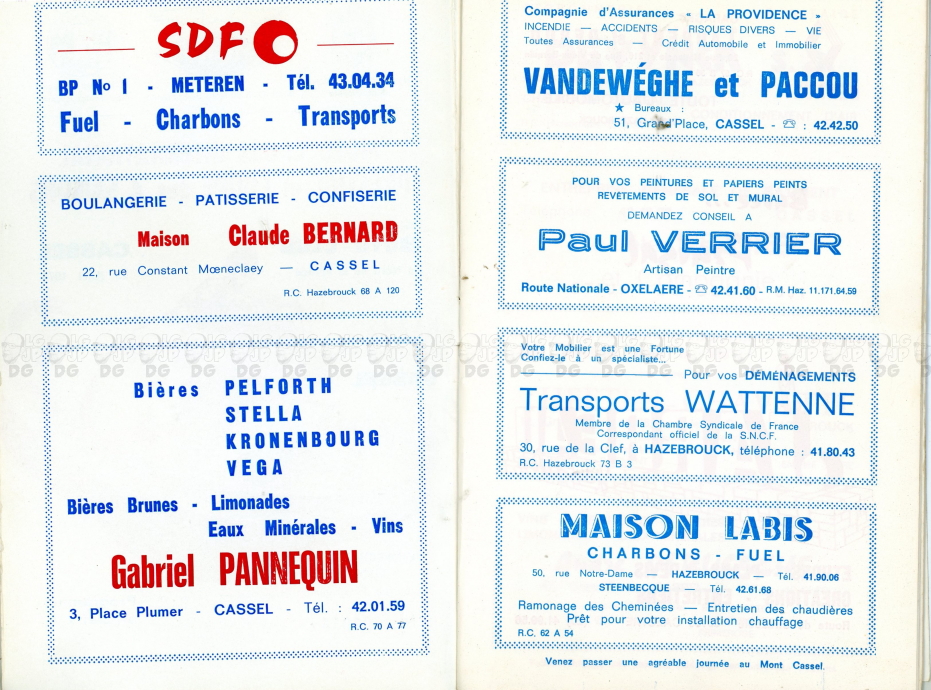 SDF
BP No 1 - METEREN - Tél. 43.04.34
Fuel - Charbons - Transports
BOULANGERIE - PATISSERIE - CONFISERIE
Maison Claude BERNARD
22, rue Constant Mœneclaey — CASSEL
R.C. Hazebrouck 68 A 120
Bières PELFORTH
STELLA
KRONENBOURG
VEGA
Bières Brunes - Limonades
Eaux Minérales - Vins
Gabriel PANNEQUIN
3, Place Plumer - CASSEL - Tél. : 42.01.59
R.C. 70 A 77
Compagnie d'Assurances « LA PROVIDENCE »
INCENDIE — ACCIDENTS — RISQUES DIVERS — VIE
Toutes Assurances — Crédit Automobile et Immobilier
VANDEWÉGHE et PACCOU
★ Bureaux :
51, Grand'Place, CASSEL - ☎ : 42.42.50
POUR VOS PEINTURES ET PAPIERS PEINTS
REVÊTEMENTS DE SOL ET MURAL
DEMANDEZ CONSEIL A
Paul VERRIER
Artisan Peintre
Route Nationale - OXELAERE - ☎ 42.41.60 - R.M. Haz. 11.171.64.59
Votre Mobilier est une Fortune
Confiez-le à un spécialiste...
Pour vos DÉMÉNAGEMENTS
Transports WATTENNE
Membre de la Chambre Syndicale de France
Correspondant officiel de la S.N.C.F.
30, rue de la Clef, à HAZEBROUCK, téléphone : 41.80.43
R.C. Hazebrouck 73 B 3
MAISON LABIS
CHARBONS - FUEL
50, rue Notre-Dame — HAZEBROUCK — Tél. 41.90.06
STEENBECQUE — Tél. 42.61.68
Ramonage des Cheminées — Entretien des chaudières
Prêt pour votre installation chauffage
R.C. 62 A 54
Venez passer une agréable journée au Mont Cassel.